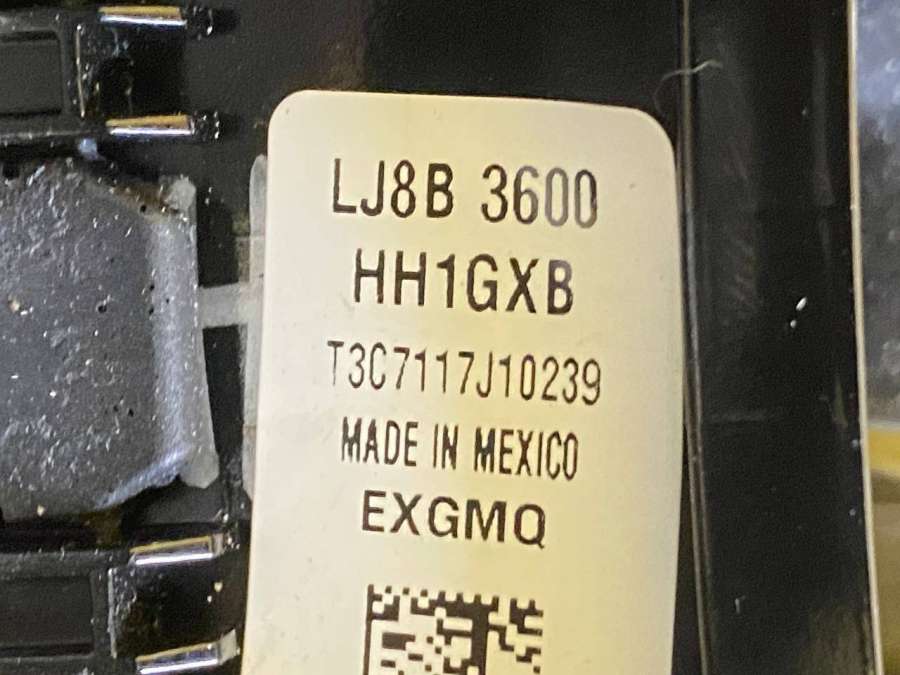 LJ8B 3600
HH1GXB
T3C7117J10239
MADE IN MEXICO
EXGMQ